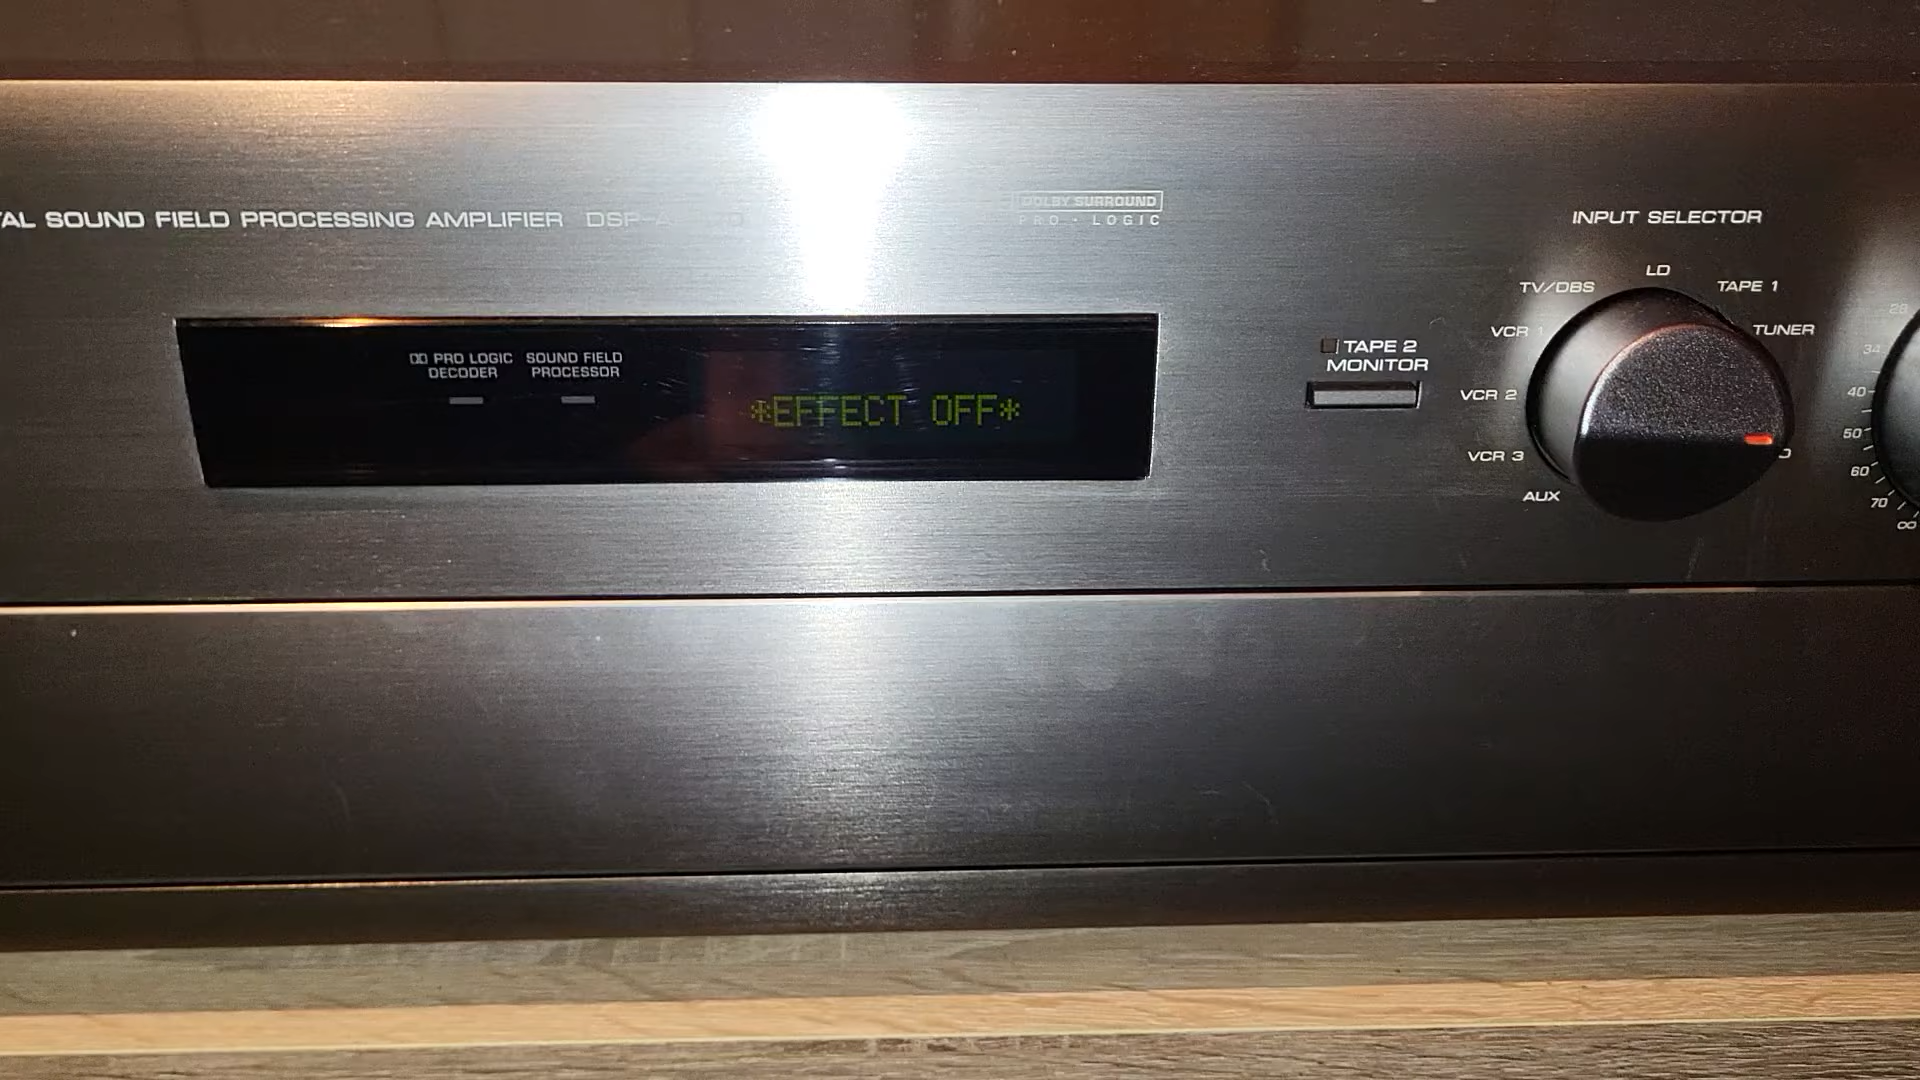 TAL SOUND FIELD PROCESSING AMPLIFIER
DOLBY SURROUND
PRO • LOGIC
INPUT SELECTOR
LD
TV/DBS
TAPE 1
VCR 1
TUNER
VCR 2
VCR 3
AUX
PRO LOGIC
DECODER
SOUND FIELD
PROCESSOR
*EFFECT OFF*
TAPE 2
MONITOR
28
34
40
50
60
70
∞